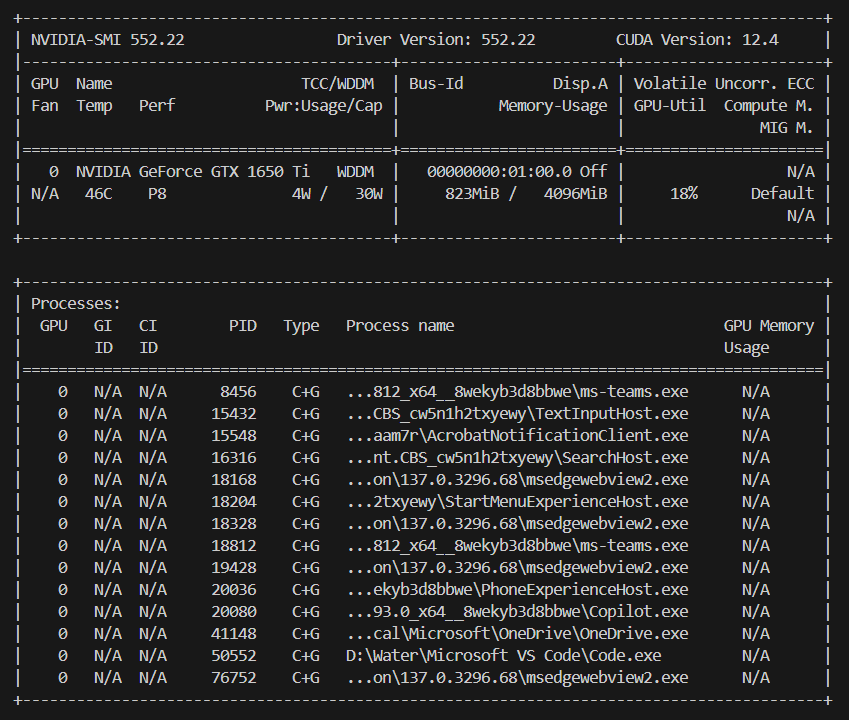 +-----------------------------------------------------------------------------------------+
| NVIDIA-SMI 552.22                 Driver Version: 552.22         CUDA Version: 12.4     |
|-----------------------------------------+------------------------+----------------------+
| GPU  Name                     TCC/WDDM  | Bus-Id          Disp.A | Volatile Uncorr. ECC |
| Fan  Temp   Perf          Pwr:Usage/Cap |           Memory-Usage | GPU-Util  Compute M. |
|                                         |                        |               MIG M. |
|=========================================+========================+======================|
|   0  NVIDIA GeForce GTX 1650 Ti   WDDM  |   00000000:01:00.0 Off |                  N/A |
| N/A   46C    P8              4W /   30W |     823MiB /   4096MiB |     18%      Default |
|                                         |                        |                  N/A |
+-----------------------------------------+------------------------+----------------------+
+-----------------------------------------------------------------------------------------+
| Processes:                                                                              |
|  GPU   GI   CI        PID   Type   Process name                              GPU Memory |
|        ID   ID                                                               Usage      |
|=========================================================================================|
|    0   N/A  N/A      8456    C+G   ...812_x64__8wekyb3d8bbwe\ms-teams.exe      N/A      |
|    0   N/A  N/A     15432    C+G   ...CBS_cw5n1h2txyewy\TextInputHost.exe      N/A      |
|    0   N/A  N/A     15548    C+G   ...aam7r\AcrobatNotificationClient.exe      N/A      |
|    0   N/A  N/A     16316    C+G   ...nt.CBS_cw5n1h2txyewy\SearchHost.exe      N/A      |
|    0   N/A  N/A     18168    C+G   ...on\137.0.3296.68\msedgewebview2.exe      N/A      |
|    0   N/A  N/A     18204    C+G   ...2txyewy\StartMenuExperienceHost.exe      N/A      |
|    0   N/A  N/A     18328    C+G   ...on\137.0.3296.68\msedgewebview2.exe      N/A      |
|    0   N/A  N/A     18812    C+G   ...812_x64__8wekyb3d8bbwe\ms-teams.exe      N/A      |
|    0   N/A  N/A     19428    C+G   ...on\137.0.3296.68\msedgewebview2.exe      N/A      |
|    0   N/A  N/A     20036    C+G   ...ekyb3d8bbwe\PhoneExperienceHost.exe      N/A      |
|    0   N/A  N/A     20080    C+G   ...93.0_x64__8wekyb3d8bbwe\Copilot.exe      N/A      |
|    0   N/A  N/A     41148    C+G   ...cal\Microsoft\OneDrive\OneDrive.exe      N/A      |
|    0   N/A  N/A     50552    C+G   D:\Water\Microsoft VS Code\Code.exe         N/A      |
|    0   N/A  N/A     76752    C+G   ...on\137.0.3296.68\msedgewebview2.exe      N/A      |
+-----------------------------------------------------------------------------------------+